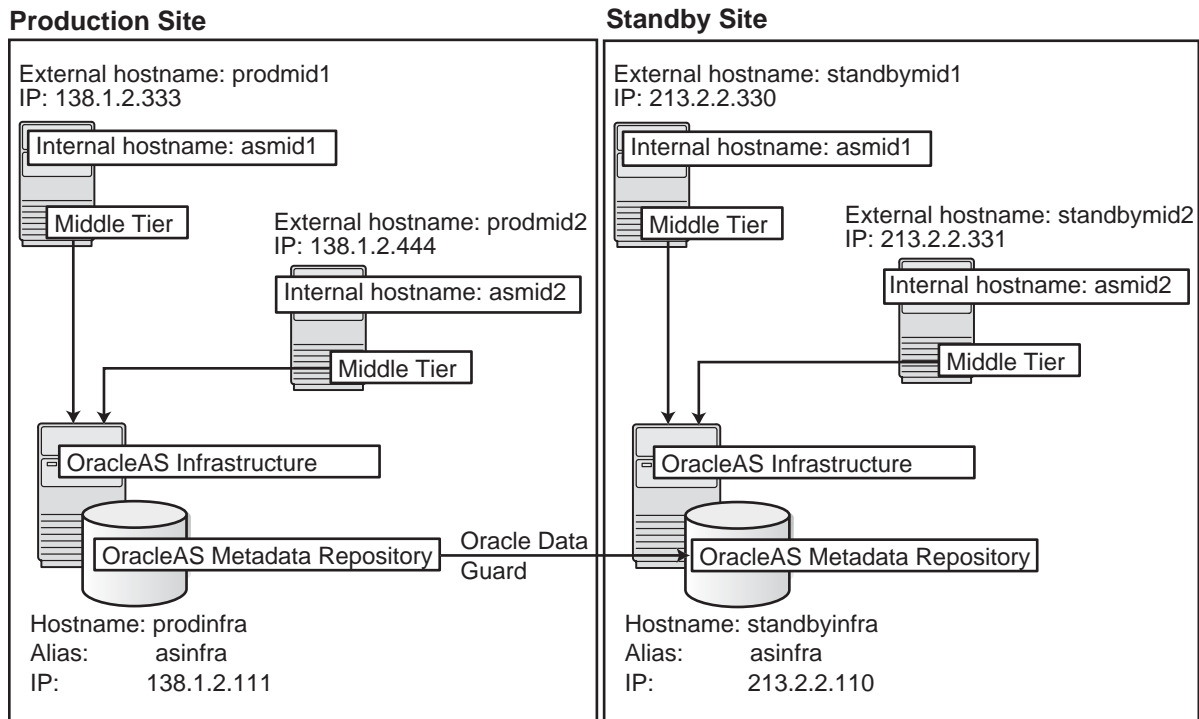 Production Site
External hostname: prodmid1
IP: 138.1.2.333
Internal hostname: asmid1
Middle Tier
External hostname: prodmid2
IP: 138.1.2.444
Internal hostname: asmid2
Middle Tier
OracleAS Infrastructure
OracleAS Metadata Repository
Oracle Data
Guard
Hostname: prodinfra
Alias: asinfra
IP: 138.1.2.111
Standby Site
External hostname: standbymid1
IP: 213.2.2.330
Internal hostname: asmid1
Middle Tier
External hostname: standbymid2
IP: 213.2.2.331
Internal hostname: asmid2
Middle Tier
OracleAS Infrastructure
OracleAS Metadata Repository
Hostname: standbyinfra
Alias: asinfra
IP: 213.2.2.110